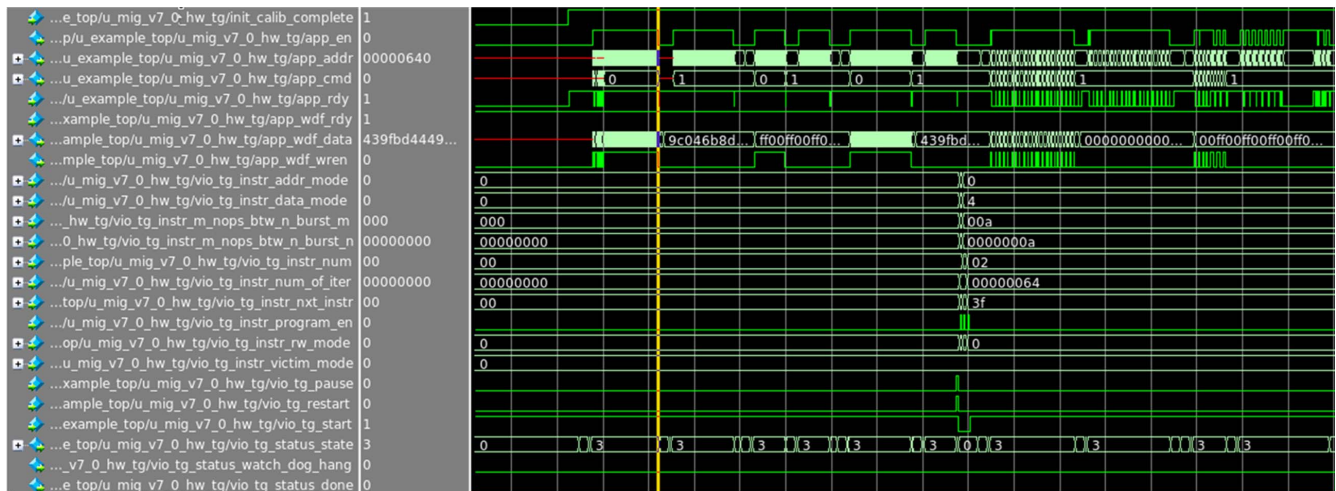 ...e_top/u_mig_v7_0_hw_tg/init_calib_complete 1
...p/u_example_top/u_mig_v7_0_hw_tg/app_en 0
...u_example_top/u_mig_v7_0_hw_tg/app_addr 00000640
...u_example_top/u_mig_v7_0_hw_tg/app_cmd 0 0 1 0 1 0 1 1 1
.../u_example_top/u_mig_v7_0_hw_tg/app_rdy 1
...xample_top/u_mig_v7_0_hw_tg/app_wdf_rdy 1
...ample_top/u_mig_v7_0_hw_tg/app_wdf_data 439fbd4449... 9c046b8d... ff00ff00ff0... 439fbd... 0000000000... 00ff00ff00ff00ff0...
...mple_top/u_mig_v7_0_hw_tg/app_wdf_wren 0
.../u_mig_v7_0_hw_tg/vio_tg_instr_addr_mode 0 0 0
.../u_mig_v7_0_hw_tg/vio_tg_instr_data_mode 0 0 4
..._hw_tg/vio_tg_instr_m_nops_btw_n_burst_m 000 000 00a
...0_hw_tg/vio_tg_instr_m_nops_btw_n_burst_n 00000000 00000000 0000000a
...ple_top/u_mig_v7_0_hw_tg/vio_tg_instr_num 00 00 02
.../u_mig_v7_0_hw_tg/vio_tg_instr_num_of_iter 00000000 00000000 00000064
...top/u_mig_v7_0_hw_tg/vio_tg_instr_nxt_instr 00 00 3f
.../u_mig_v7_0_hw_tg/vio_tg_instr_program_en 0
...op/u_mig_v7_0_hw_tg/vio_tg_instr_rw_mode 0 0 0
...u_mig_v7_0_hw_tg/vio_tg_instr_victim_mode 0 0
...xample_top/u_mig_v7_0_hw_tg/vio_tg_pause 0
...ample_top/u_mig_v7_0_hw_tg/vio_tg_restart 0
...example_top/u_mig_v7_0_hw_tg/vio_tg_start 1
...e_top/u_mig_v7_0_hw_tg/vio_tg_status_state 3 0 3 3 3 3 3 3 0 3 3 3 3
..._v7_0_hw_tg/vio_tg_status_watch_dog_hang 0
...e_top/u_mig_v7_0_hw_tg/vio_tg_status_done 0